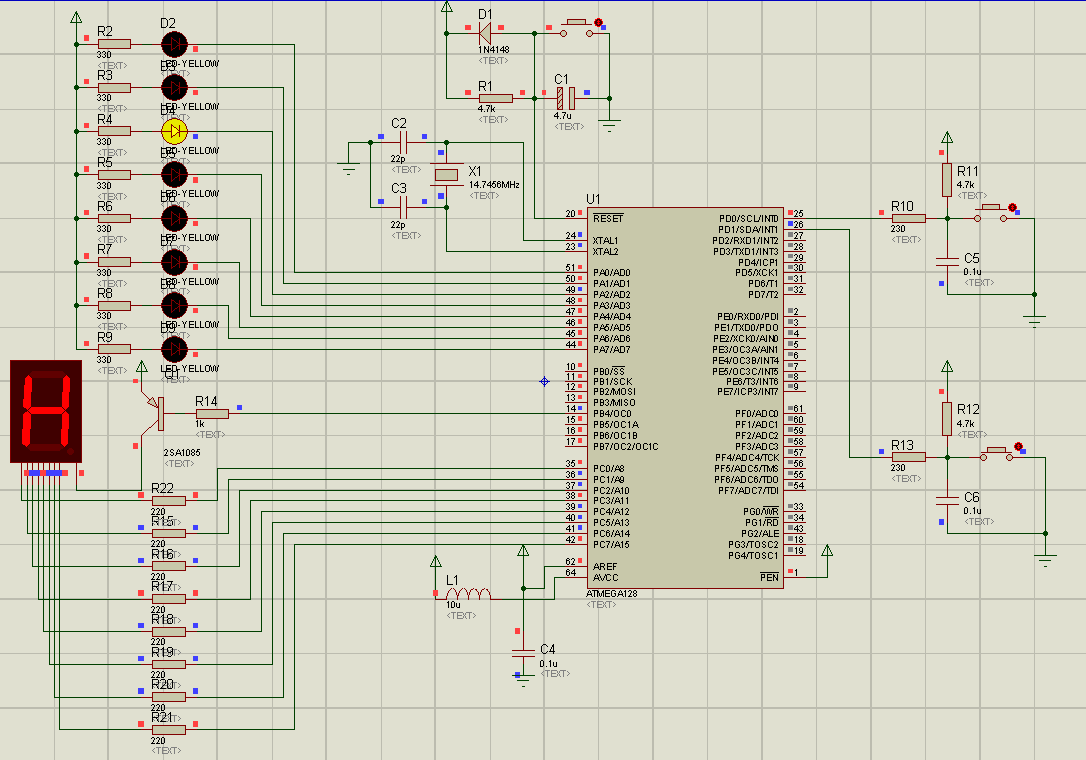 D1
1N4148
<TEXT>
R1
4.7k
<TEXT>
C1
4.7u
<TEXT>
C2
22p
<TEXT>
C3
22p
<TEXT>
X1
14.7456MHz
<TEXT>
R2
330
<TEXT>
D2
LED-YELLOW
<TEXT>
R3
330
<TEXT>
D3
LED-YELLOW
<TEXT>
R4
330
<TEXT>
D4
LED-YELLOW
<TEXT>
R5
330
<TEXT>
LED-YELLOW
<TEXT>
R6
330
<TEXT>
LED-YELLOW
<TEXT>
R7
330
<TEXT>
LED-YELLOW
<TEXT>
R8
330
<TEXT>
LED-YELLOW
<TEXT>
R9
330
<TEXT>
D9
LED-YELLOW
<TEXT>
Q1
2SA1085
<TEXT>
R14
1k
<TEXT>
R22
220
R15
220
R16
220
R17
220
R18
220
R19
220
R20
220
R21
220
<TEXT>
L1
10u
<TEXT>
C4
0.1u
<TEXT>
U1
20 RESET
24 XTAL1
23 XTAL2
51 PA0/AD0
50 PA1/AD1
49 PA2/AD2
48 PA3/AD3
47 PA4/AD4
46 PA5/AD5
45 PA6/AD6
44 PA7/AD7
10 PB0/SS
11 PB1/SCK
12 PB2/MOSI
13 PB3/MISO
14 PB4/OC0
15 PB5/OC1A
16 PB6/OC1B
17 PB7/OC2/OC1C
35 PC0/A8
36 PC1/A9
37 PC2/A10
38 PC3/A11
39 PC4/A12
40 PC5/A13
41 PC6/A14
42 PC7/A15
62 AREF
64 AVCC
PD0/SCL/INT0 25
PD1/SDA/INT1 26
PD2/RXD1/INT2 27
PD3/TXD1/INT3 28
PD4/ICP1 29
PD5/XCK1 30
PD6/T1 31
PD7/T2 32
PE0/RXD0/PDI 2
PE1/TXD0/PDO 3
PE2/XCK0/AIN0 4
PE3/OC3A/AIN1 5
PE4/OC3B/INT4 6
PE5/OC3C/INT5 7
PE6/T3/INT6 8
PE7/ICP3/INT7 9
PF0/ADC0 61
PF1/ADC1 60
PF2/ADC2 59
PF3/ADC3 58
PF4/ADC4/TCK 57
PF5/ADC5/TMS 56
PF6/ADC6/TDO 55
PF7/ADC7/TDI 54
PG0/WR 33
PG1/RD 34
PG2/ALE 43
PG3/TOSC2 18
PG4/TOSC1 19
PEN 1
ATMEGA128
<TEXT>
R10
230
<TEXT>
R11
4.7k
<TEXT>
C5
0.1u
<TEXT>
R12
4.7k
<TEXT>
R13
230
<TEXT>
C6
0.1u
<TEXT>